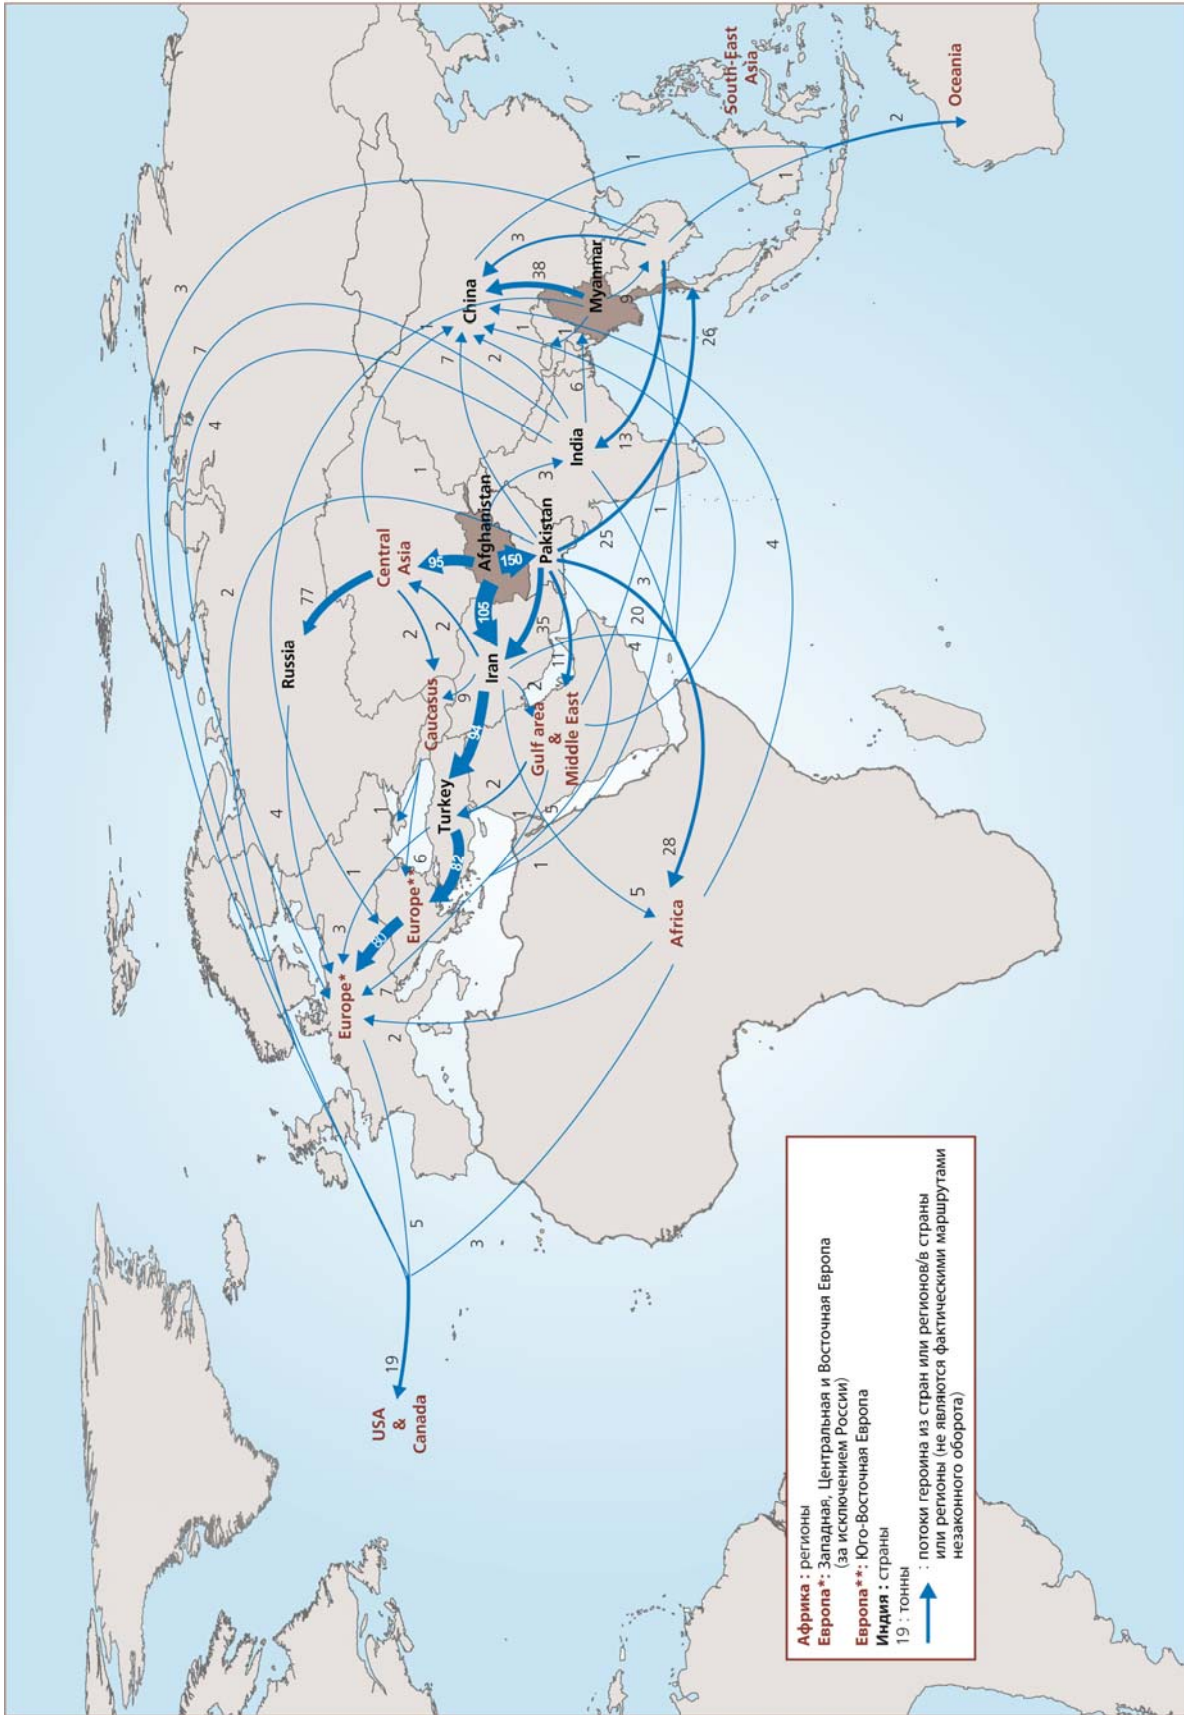 USA
&
Canada
19
5
3
Europe*
2
7
3
80
1
4
Europe**
6
1
82
Turkey
2
94
Russia
77
Central
Asia
95
2
2
9
Caucasus
Iran
105
35
Afghanistan
150
Pakistan
Gulf area
&
Middle East
2
11
1
5
1
4
20
3
25
1
4
Africa
5
28
2
4
7
3
1
1
7
2
1
China
3
38
Myanmar
9
1
6
India
13
3
26
1
1
South-East
Asia
2
Oceania
Африка : регионы
Европа*: Западная, Центральная и Восточная Европа
(за исключением России)
Европа**: Юго-Восточная Европа
Индия : страны
19 : тонны
: потоки героина из стран или регионов/в страны
или регионы (не являются фактическими маршрутами
незаконного оборота)